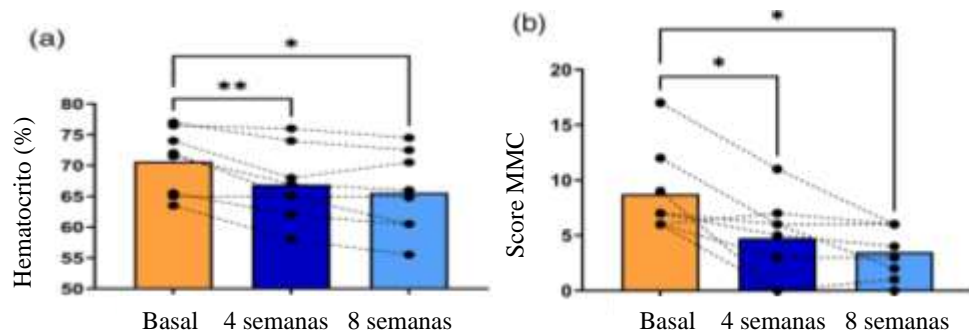 (a)
*
**
Hematocrito (%)
80
75
70
65
60
55
50
Basal 4 semanas 8 semanas
(b)
*
*
Score MMC
20
15
10
5
0
Basal 4 semanas 8 semanas